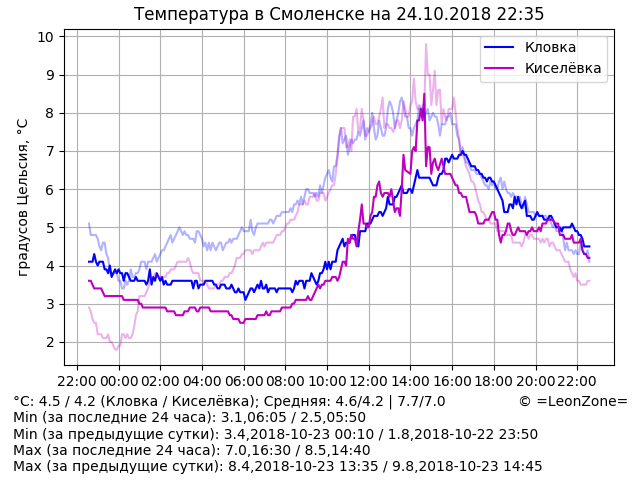 Температура в Смоленске на 24.10.2018 22:35
Кловка
Киселёвка
градусов Цельсия, °C
10
9
8
7
6
5
4
3
2
22:00 00:00 02:00 04:00 06:00 08:00 10:00 12:00 14:00 16:00 18:00 20:00 22:00
°C: 4.5 / 4.2 (Кловка / Киселёвка); Средняя: 4.6/4.2 | 7.7/7.0 © =LeonZone=
Min (за последние 24 часа): 3.1,06:05 / 2.5,05:50
Min (за предыдущие сутки): 3.4,2018-10-23 00:10 / 1.8,2018-10-22 23:50
Max (за последние 24 часа): 7.0,16:30 / 8.5,14:40
Max (за предыдущие сутки): 8.4,2018-10-23 13:35 / 9.8,2018-10-23 14:45